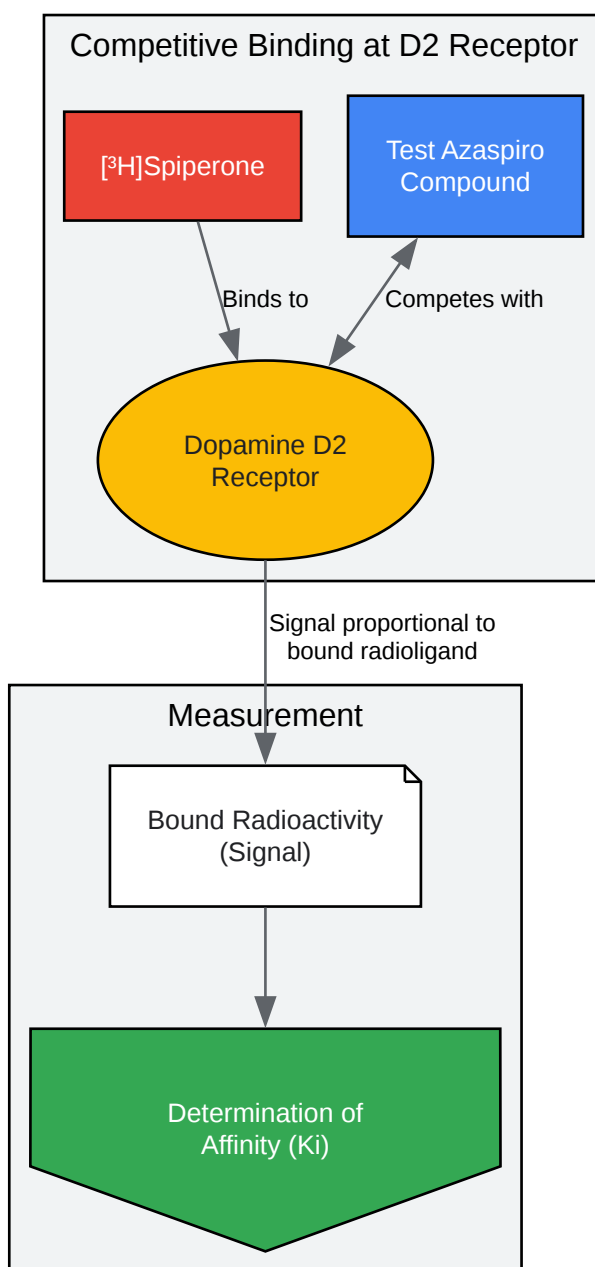 Competitive Binding at D2 Receptor
[³H]Spiperone
Test Azaspiro
Compound
Binds to
Competes with
Dopamine D2
Receptor
Signal proportional to
bound radioligand
Measurement
Bound Radioactivity
(Signal)
Determination of
Affinity (Ki)